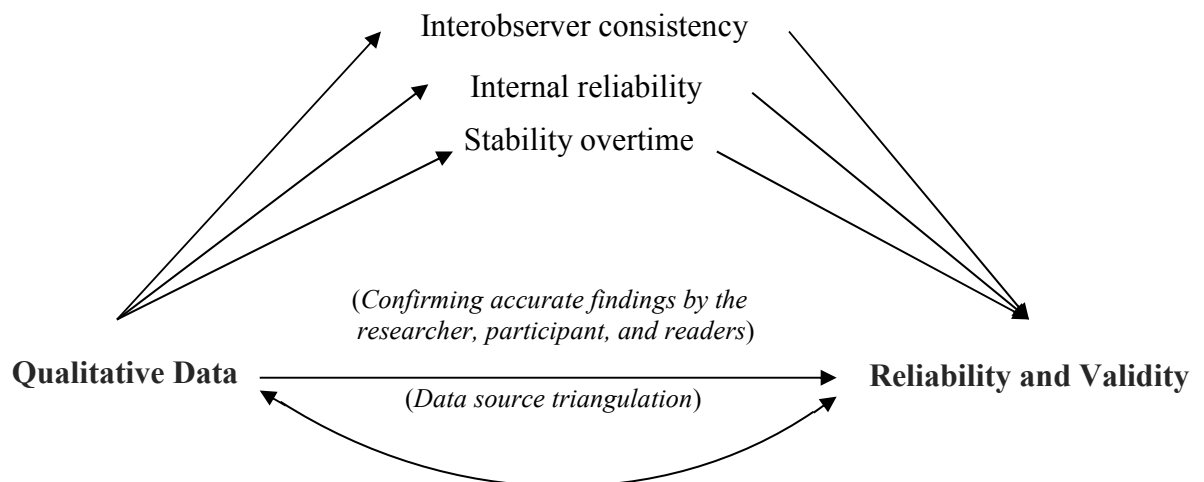 Interobserver consistency
Internal reliability
Stability overtime
(Confirming accurate findings by the
researcher, participant, and readers)
Qualitative Data
Reliability and Validity
(Data source triangulation)